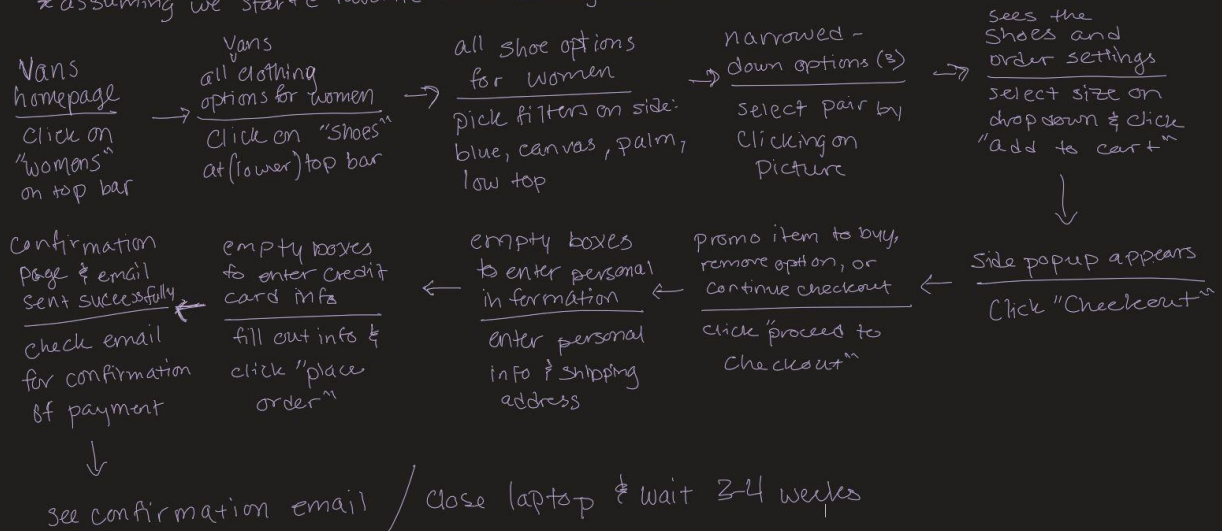 * assuming we start
Vans
homepage
Click on
"womens"
on top bar
Vans
all clothing
options for women
Click on "Shoes"
at (lower) top bar
all shoe options
for women
pick filters on side:
blue, canvas, palm,
low top
narrowed-
down options (3)
select pair by
clicking on
picture
sees the
shoes and
order settings
select size on
dropdown & click
"add to cart"
side popup appears
Click "Checkout"
promo item to buy,
remove option, or
continue checkout
click "proceed to
checkout"
empty boxes
to enter personal
information
enter personal
info & shipping
address
empty boxes
to enter credit
card info
fill out info &
click "place
order"
confirmation
page & email
sent successfully
check email
for confirmation
of payment
see confirmation email / close laptop & wait 3-4 weeks